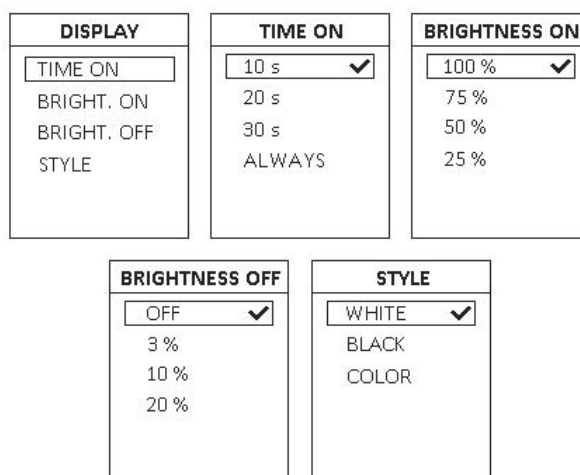 DISPLAY
TIME ON
BRIGHT. ON
BRIGHT. OFF
STYLE
TIME ON
10 s
20 s
30 s
ALWAYS
BRIGHTNESS ON
100 %
75 %
50 %
25 %
BRIGHTNESS OFF
OFF
3 %
10 %
20 %
STYLE
WHITE
BLACK
COLOR